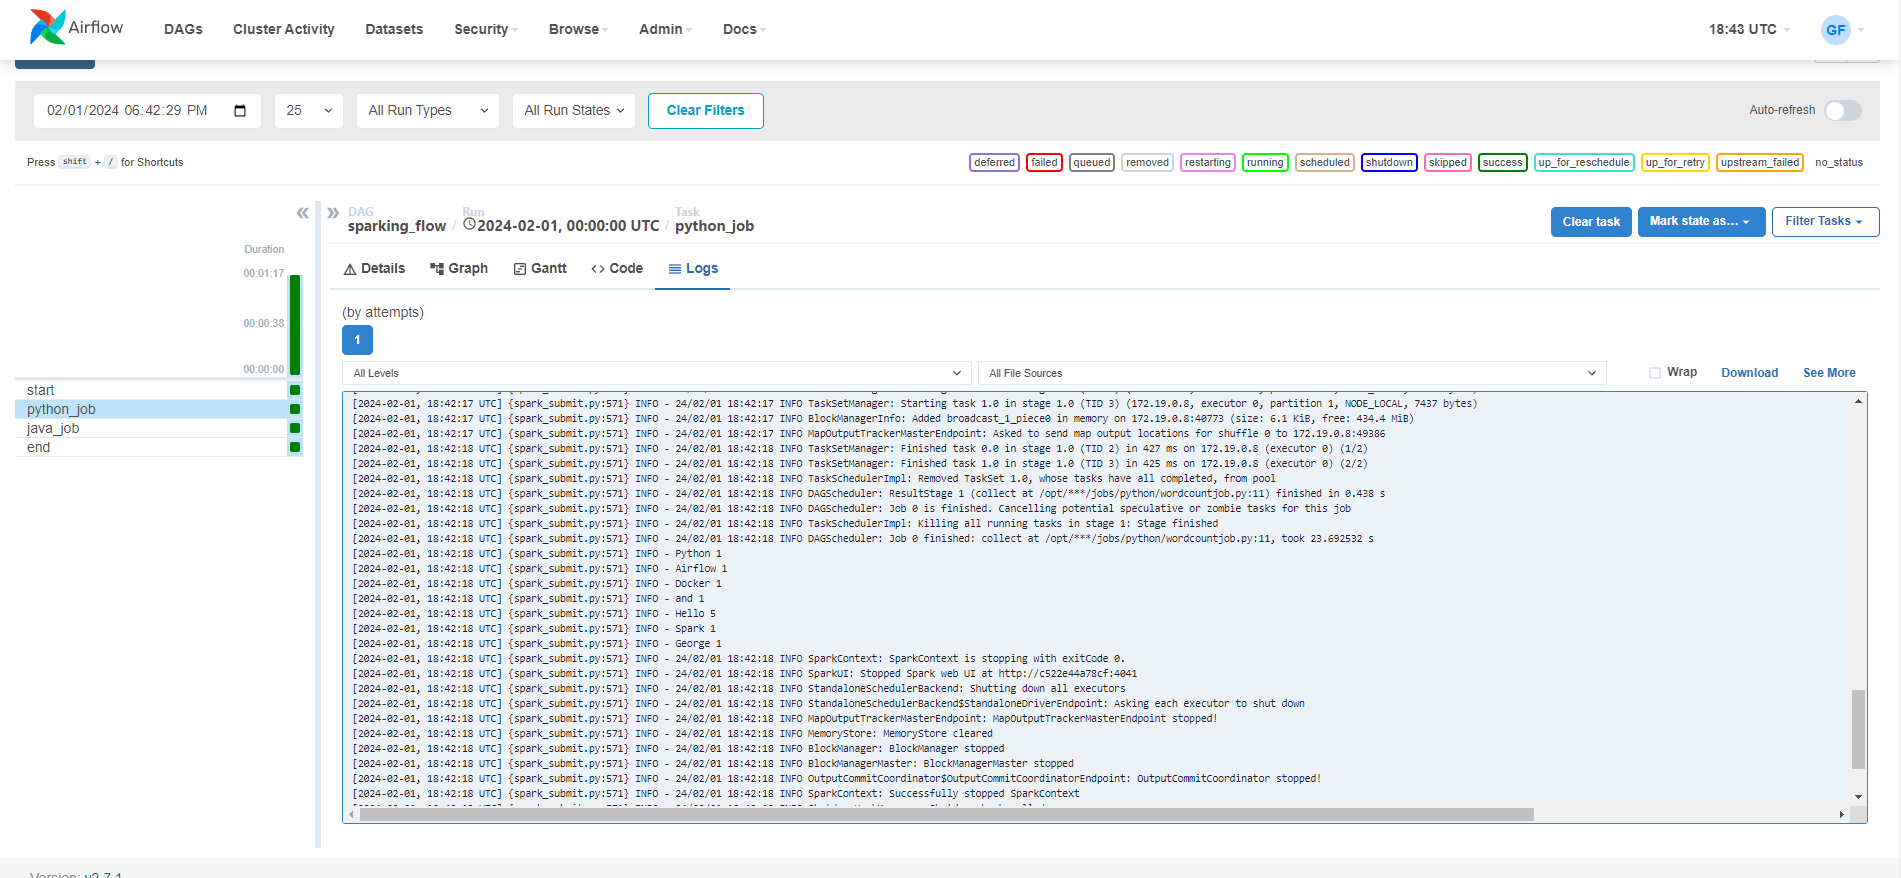 Airflow DAGs Cluster Activity Datasets Security Browse Admin Docs 18:43 UTC GF
02/01/2024 06:42:29 PM 25 All Run Types All Run States Clear Filters Auto-refresh
Press shift + / for Shortcuts deferred failed queued removed restarting running scheduled shutdown skipped success up_for_reschedule up_for_retry upstream_failed no_status
DAG Run Task
sparking_flow / 2024-02-01, 00:00:00 UTC / python_job Clear task Mark state as... Filter Tasks
Duration
00:01:17
00:00:38
00:00:00
start
python_job
java_job
end
Details Graph Gantt Code Logs
(by attempts)
1
All Levels All File Sources Wrap Download See More
[2024-02-01, 18:42:17 UTC] {spark_submit.py:571} INFO - 24/02/01 18:42:17 INFO TaskSetManager: Starting task 1.0 in stage 1.0 (TID 3) (172.19.0.8, executor 0, partition 1, NODE_LOCAL, 7437 bytes)
[2024-02-01, 18:42:17 UTC] {spark_submit.py:571} INFO - 24/02/01 18:42:17 INFO BlockManagerInfo: Added broadcast_1_piece0 in memory on 172.19.0.8:40773 (size: 6.1 KiB, free: 434.4 MiB)
[2024-02-01, 18:42:17 UTC] {spark_submit.py:571} INFO - 24/02/01 18:42:17 INFO MapOutputTrackerMasterEndpoint: Asked to send map output locations for shuffle 0 to 172.19.0.8:49386
[2024-02-01, 18:42:18 UTC] {spark_submit.py:571} INFO - 24/02/01 18:42:18 INFO TaskSetManager: Finished task 0.0 in stage 1.0 (TID 2) in 427 ms on 172.19.0.8 (executor 0) (1/2)
[2024-02-01, 18:42:18 UTC] {spark_submit.py:571} INFO - 24/02/01 18:42:18 INFO TaskSetManager: Finished task 1.0 in stage 1.0 (TID 3) in 425 ms on 172.19.0.8 (executor 0) (2/2)
[2024-02-01, 18:42:18 UTC] {spark_submit.py:571} INFO - 24/02/01 18:42:18 INFO TaskSchedulerImpl: Removed TaskSet 1.0, whose tasks have all completed, from pool
[2024-02-01, 18:42:18 UTC] {spark_submit.py:571} INFO - 24/02/01 18:42:18 INFO DAGScheduler: ResultStage 1 (collect at /opt/***/jobs/python/wordcountjob.py:11) finished in 0.438 s
[2024-02-01, 18:42:18 UTC] {spark_submit.py:571} INFO - 24/02/01 18:42:18 INFO DAGScheduler: Job 0 is finished. Cancelling potential speculative or zombie tasks for this job
[2024-02-01, 18:42:18 UTC] {spark_submit.py:571} INFO - 24/02/01 18:42:18 INFO TaskSchedulerImpl: Killing all running tasks in stage 1: Stage finished
[2024-02-01, 18:42:18 UTC] {spark_submit.py:571} INFO - 24/02/01 18:42:18 INFO DAGScheduler: Job 0 finished: collect at /opt/***/jobs/python/wordcountjob.py:11, took 23.692532 s
[2024-02-01, 18:42:18 UTC] {spark_submit.py:571} INFO - Python 1
[2024-02-01, 18:42:18 UTC] {spark_submit.py:571} INFO - Airflow 1
[2024-02-01, 18:42:18 UTC] {spark_submit.py:571} INFO - Docker 1
[2024-02-01, 18:42:18 UTC] {spark_submit.py:571} INFO - and 1
[2024-02-01, 18:42:18 UTC] {spark_submit.py:571} INFO - Hello 5
[2024-02-01, 18:42:18 UTC] {spark_submit.py:571} INFO - Spark 1
[2024-02-01, 18:42:18 UTC] {spark_submit.py:571} INFO - George 1
[2024-02-01, 18:42:18 UTC] {spark_submit.py:571} INFO - 24/02/01 18:42:18 INFO SparkContext: SparkContext is stopping with exitCode 0.
[2024-02-01, 18:42:18 UTC] {spark_submit.py:571} INFO - 24/02/01 18:42:18 INFO SparkUI: Stopped Spark web UI at http://c522e44a78cf:4041
[2024-02-01, 18:42:18 UTC] {spark_submit.py:571} INFO - 24/02/01 18:42:18 INFO StandaloneSchedulerBackend: Shutting down all executors
[2024-02-01, 18:42:18 UTC] {spark_submit.py:571} INFO - 24/02/01 18:42:18 INFO StandaloneSchedulerBackend$StandaloneDriverEndpoint: Asking each executor to shut down
[2024-02-01, 18:42:18 UTC] {spark_submit.py:571} INFO - 24/02/01 18:42:18 INFO MapOutputTrackerMasterEndpoint: MapOutputTrackerMasterEndpoint stopped!
[2024-02-01, 18:42:18 UTC] {spark_submit.py:571} INFO - 24/02/01 18:42:18 INFO MemoryStore: MemoryStore cleared
[2024-02-01, 18:42:18 UTC] {spark_submit.py:571} INFO - 24/02/01 18:42:18 INFO BlockManager: BlockManager stopped
[2024-02-01, 18:42:18 UTC] {spark_submit.py:571} INFO - 24/02/01 18:42:18 INFO BlockManagerMaster: BlockManagerMaster stopped
[2024-02-01, 18:42:18 UTC] {spark_submit.py:571} INFO - 24/02/01 18:42:18 INFO OutputCommitCoordinator$OutputCommitCoordinatorEndpoint: OutputCommitCoordinator stopped!
[2024-02-01, 18:42:18 UTC] {spark_submit.py:571} INFO - 24/02/01 18:42:18 INFO SparkContext: Successfully stopped SparkContext
Version: v2.7.1